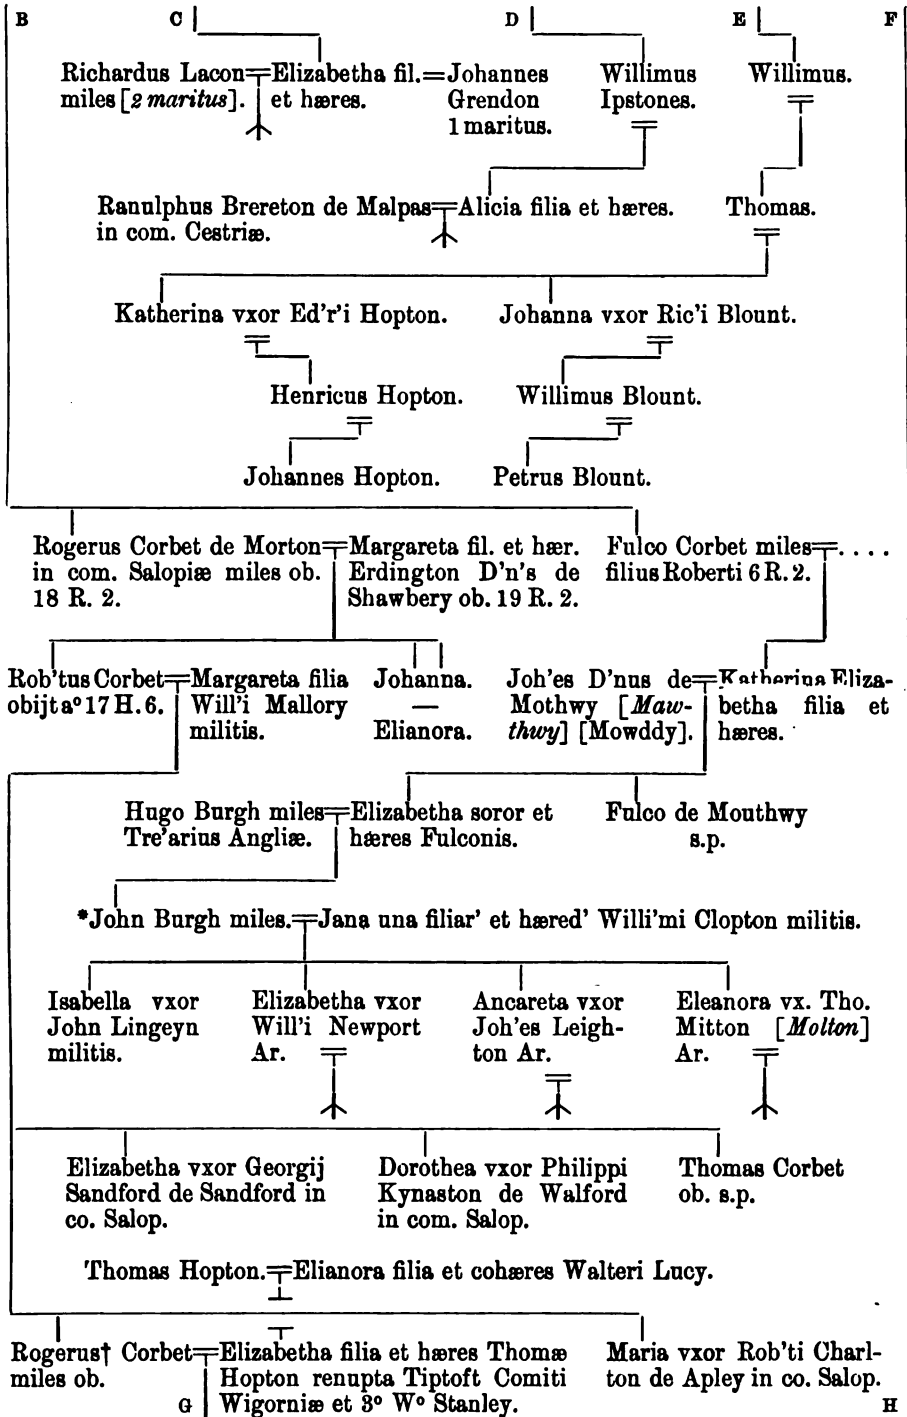 B C D E F
Richardus Lacon=Elizabetha fil.=Johannes Willimus Willimus.
miles [2 maritus]. et hæres. Grendon Ipstones.
1 maritus.
Ranulphus Brereton de Malpas=Alicia filia et hæres. Thomas.
in com. Cestriæ.
Katherina vxor Ed'r'i Hopton. Johanna vxor Ric'i Blount.
Henricus Hopton. Willimus Blount.
Johannes Hopton. Petrus Blount.
Rogerus Corbet de Morton=Margareta fil. et hær. Fulco Corbet miles=....
in com. Salopiæ miles ob. Erdington D'n's de filius Roberti 6 R. 2.
18 R. 2. Shawbery ob. 19 R. 2.
Rob'tus Corbet=Margareta filia Johanna. Joh'es D'nus de=Katherina Eliza-
obijt aº 17 H. 6. Will'i Mallory — Mothwy [Maw- betha filia et
militis. Elianora. thwy] [Mowddy]. hæres.
Hugo Burgh miles=Elizabetha soror et Fulco de Mouthwy
Tre'arius Angliæ. hæres Fulconis. s.p.
*John Burgh miles.=Jana una filiar' et hæred' Willi'mi Clopton militis.
Isabella vxor Elizabetha vxor Ancareta vxor Eleanora vx. Tho.
John Lingeyn Will'i Newport Joh'es Leigh- Mitton [Molton]
militis. Ar. ton Ar. Ar.
Elizabetha vxor Georgij Dorothea vxor Philippi Thomas Corbet
Sandford de Sandford in Kynaston de Walford ob. s.p.
co. Salop. in com. Salop.
Thomas Hopton.=Elianora filia et cohæres Walteri Lucy.
Rogerus† Corbet=Elizabetha filia et hæres Thomæ Maria vxor Rob'ti Charl-
miles ob. Hopton renupta Tiptoft Comiti ton de Apley in co. Salop.
G Wigorniæ et 3º Wº Stanley. H